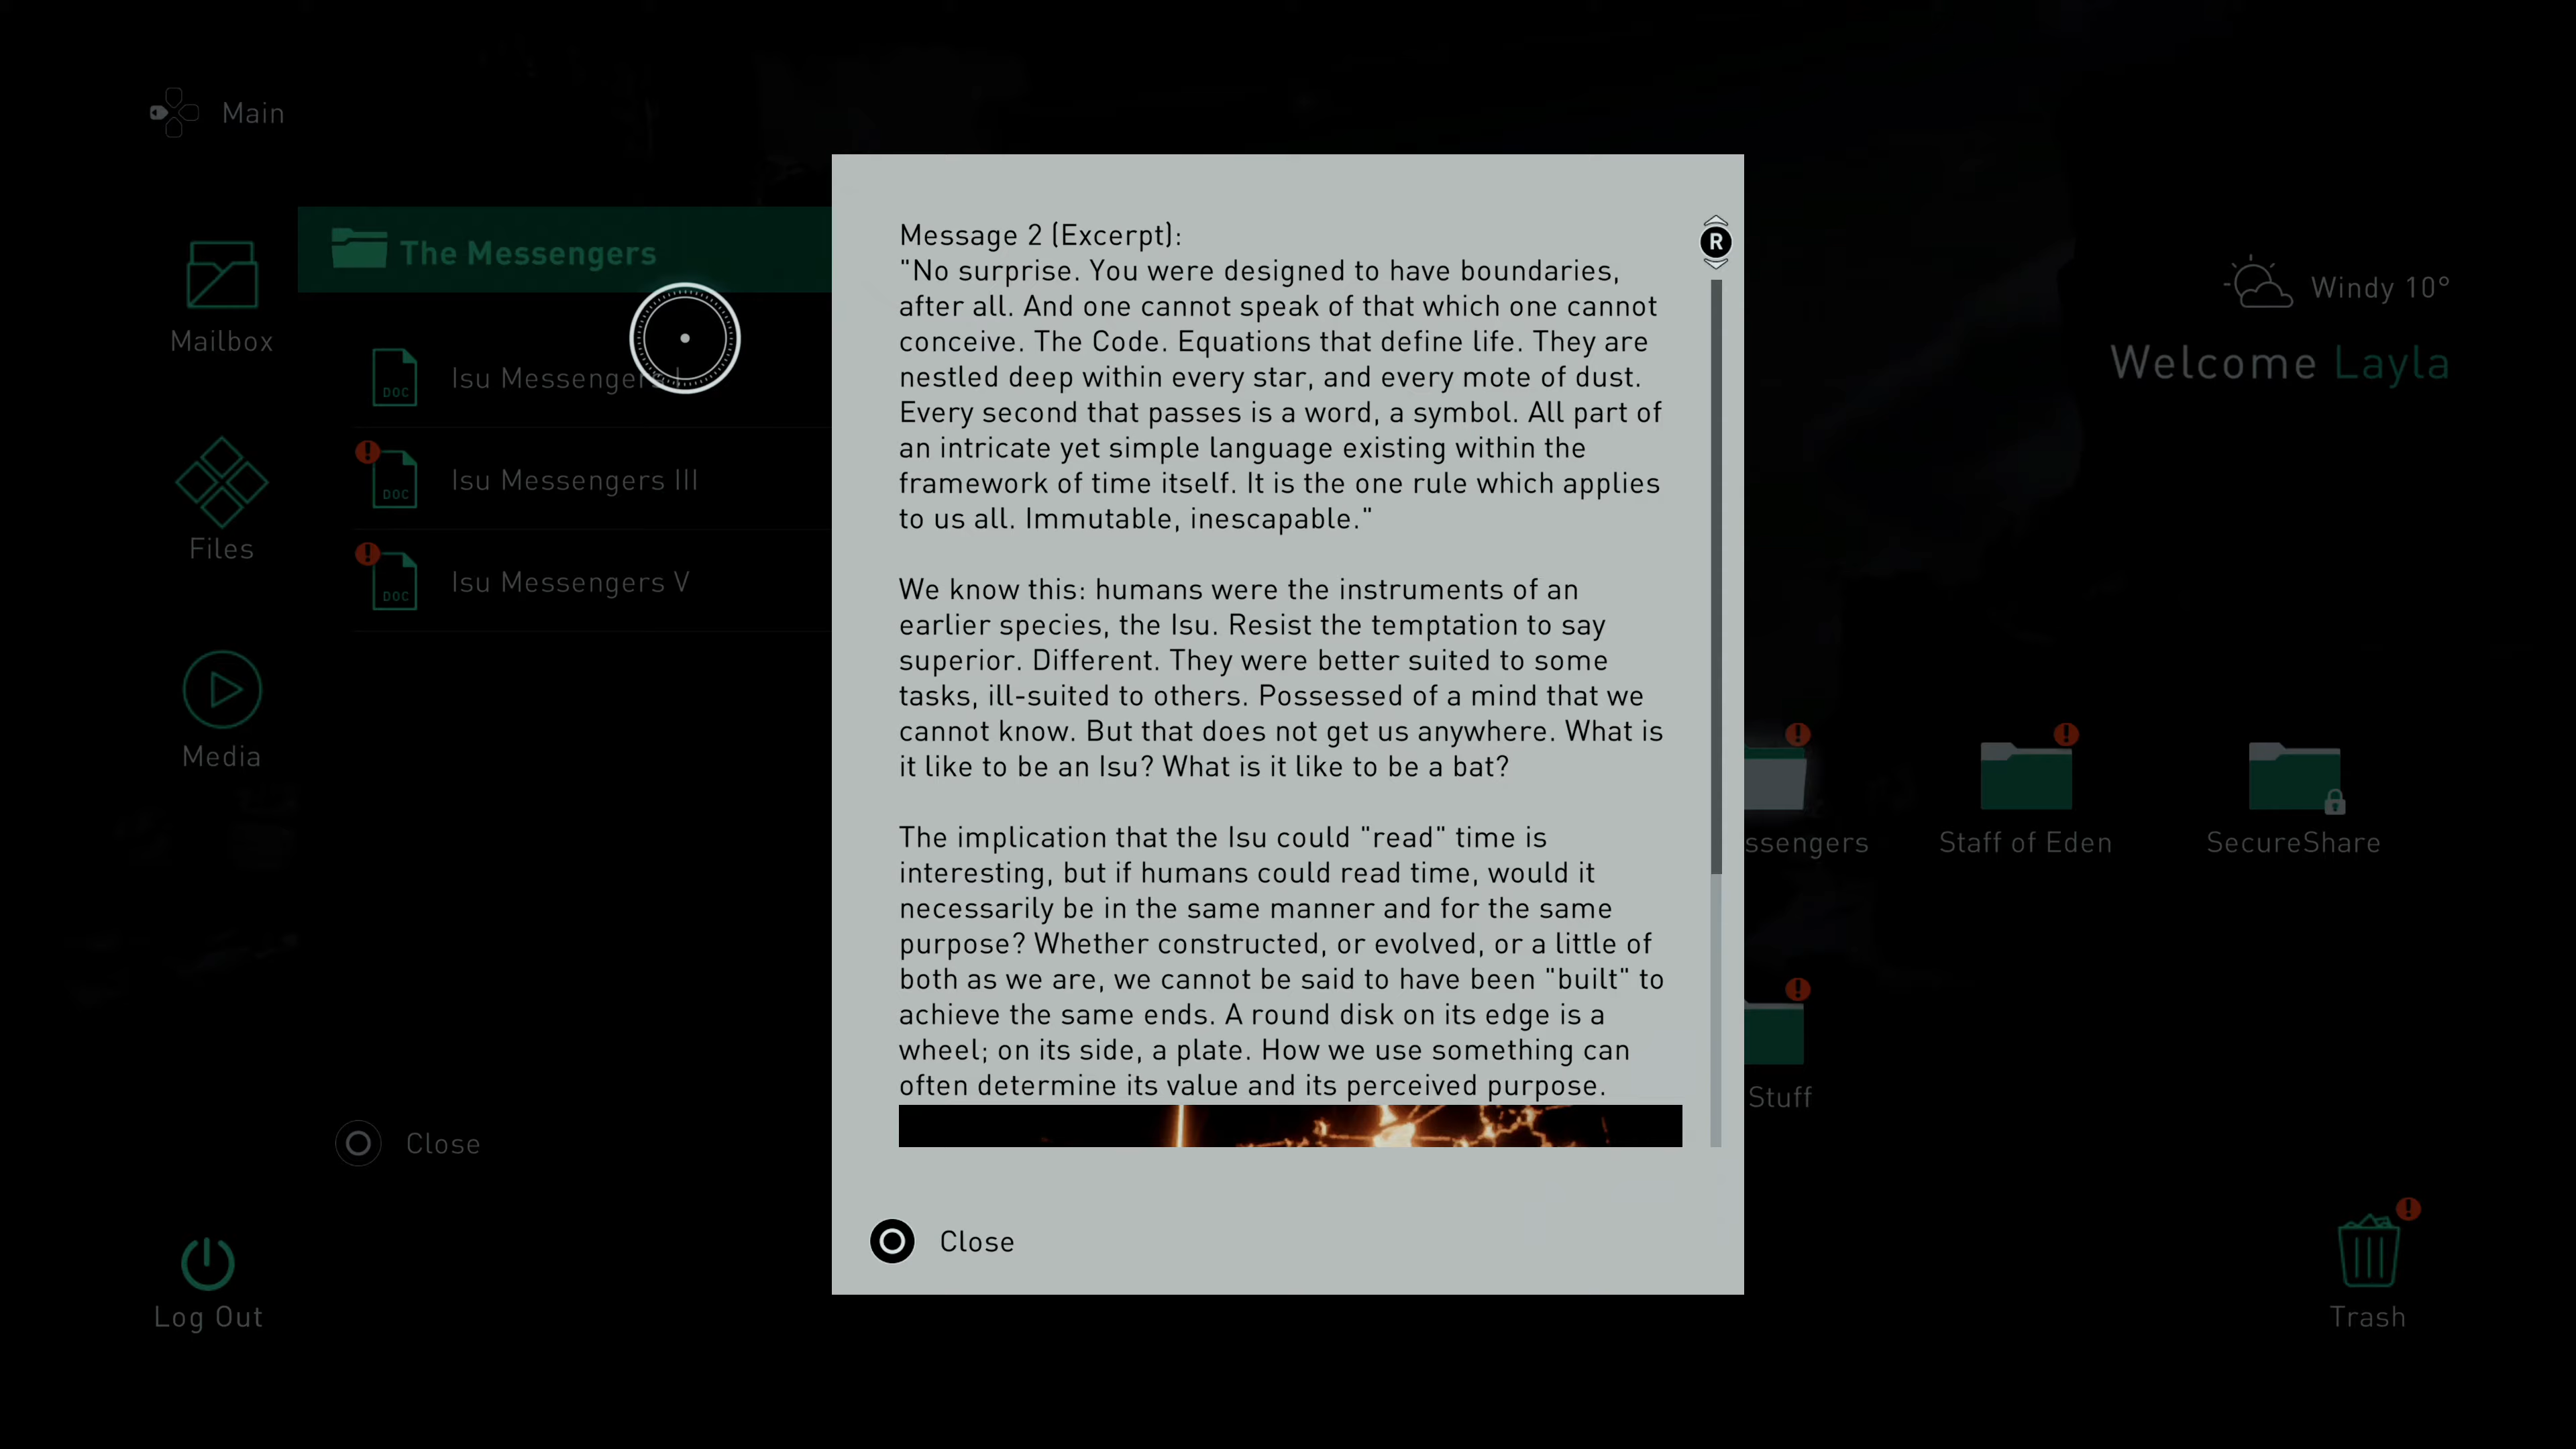 Main
The Messengers
Mailbox
Isu Messengers I
DOC
Isu Messengers III
DOC
Files
Isu Messengers V
DOC
Media
Close
Log Out
Message 2 (Excerpt):
"No surprise. You were designed to have boundaries,
after all. And one cannot speak of that which one cannot
conceive. The Code. Equations that define life. They are
nestled deep within every star, and every mote of dust.
Every second that passes is a word, a symbol. All part of
an intricate yet simple language existing within the
framework of time itself. It is the one rule which applies
to us all. Immutable, inescapable."
We know this: humans were the instruments of an
earlier species, the Isu. Resist the temptation to say
superior. Different. They were better suited to some
tasks, ill-suited to others. Possessed of a mind that we
cannot know. But that does not get us anywhere. What is
it like to be an Isu? What is it like to be a bat?
The implication that the Isu could "read" time is
interesting, but if humans could read time, would it
necessarily be in the same manner and for the same
purpose? Whether constructed, or evolved, or a little of
both as we are, we cannot be said to have been "built" to
achieve the same ends. A round disk on its edge is a
wheel; on its side, a plate. How we use something can
often determine its value and its perceived purpose.
R
Close
Windy 10°
Welcome Layla
ssengers
Staff of Eden
SecureShare
Stuff
Trash